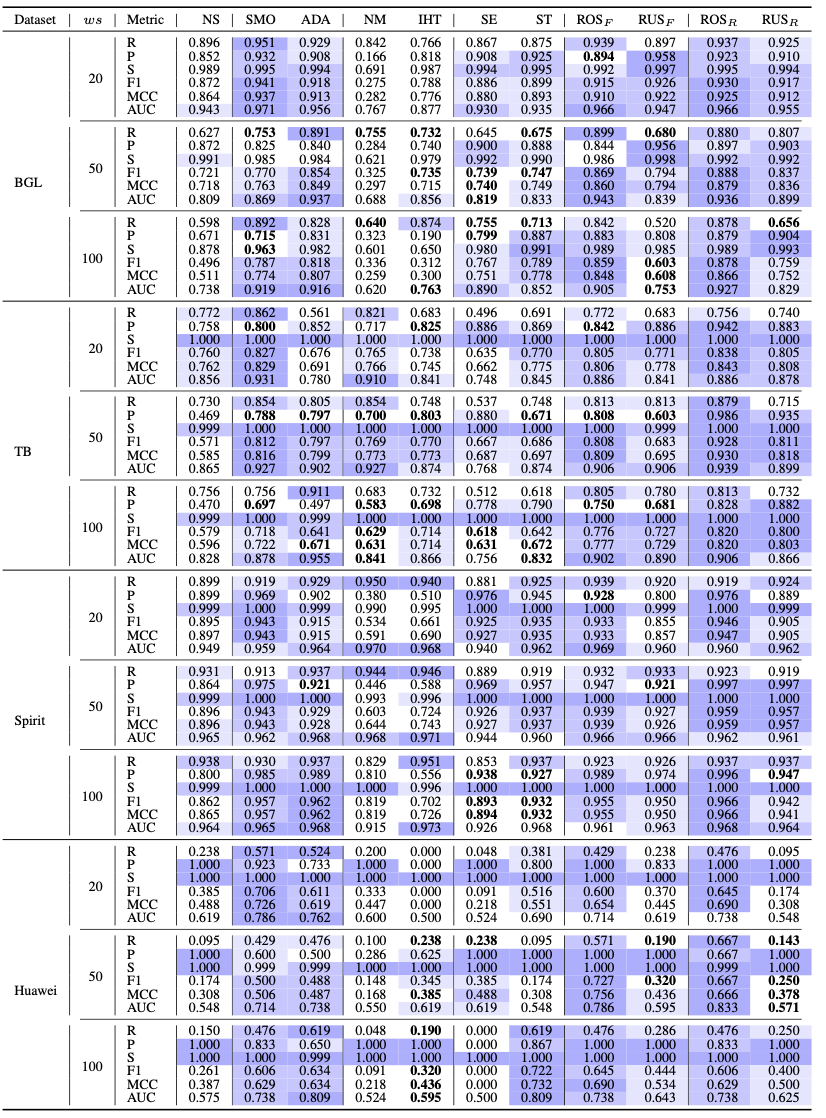 Dataset ws Metric NS SMO ADA NM IHT SE ST ROS_F RUS_F ROS_R RUS_R
R 0.896 0.951 0.929 0.842 0.766 0.867 0.875 0.939 0.897 0.937 0.925
P 0.852 0.932 0.908 0.166 0.818 0.908 0.925 0.894 0.958 0.923 0.910
20 S 0.989 0.995 0.994 0.691 0.987 0.994 0.995 0.992 0.997 0.995 0.994
F1 0.872 0.941 0.918 0.275 0.788 0.886 0.899 0.915 0.926 0.930 0.917
MCC 0.864 0.937 0.913 0.282 0.776 0.880 0.893 0.910 0.922 0.925 0.912
AUC 0.943 0.971 0.956 0.767 0.877 0.930 0.935 0.966 0.947 0.966 0.955
R 0.627 0.753 0.891 0.755 0.732 0.645 0.675 0.899 0.680 0.880 0.807
P 0.872 0.825 0.840 0.284 0.740 0.900 0.888 0.844 0.956 0.897 0.903
50 S 0.991 0.985 0.984 0.621 0.979 0.992 0.990 0.986 0.998 0.992 0.992
F1 0.721 0.770 0.854 0.325 0.735 0.739 0.747 0.869 0.794 0.888 0.837
BGL MCC 0.718 0.763 0.849 0.297 0.715 0.740 0.749 0.860 0.794 0.879 0.836
AUC 0.809 0.869 0.937 0.688 0.856 0.819 0.833 0.943 0.839 0.936 0.899
R 0.598 0.892 0.828 0.640 0.874 0.755 0.713 0.842 0.520 0.878 0.656
P 0.671 0.715 0.831 0.323 0.190 0.799 0.887 0.883 0.808 0.879 0.904
100 S 0.878 0.963 0.982 0.601 0.650 0.980 0.991 0.989 0.985 0.989 0.993
F1 0.496 0.787 0.818 0.336 0.312 0.767 0.789 0.859 0.603 0.878 0.759
MCC 0.511 0.774 0.807 0.259 0.300 0.751 0.778 0.848 0.608 0.866 0.752
AUC 0.738 0.919 0.916 0.620 0.763 0.890 0.852 0.905 0.753 0.927 0.829
R 0.772 0.862 0.561 0.821 0.683 0.496 0.691 0.772 0.683 0.756 0.740
P 0.758 0.800 0.852 0.717 0.825 0.886 0.869 0.842 0.886 0.942 0.883
20 S 1.000 1.000 1.000 1.000 1.000 1.000 1.000 1.000 1.000 1.000 1.000
F1 0.760 0.827 0.676 0.765 0.738 0.635 0.770 0.805 0.771 0.838 0.805
MCC 0.762 0.829 0.691 0.766 0.745 0.662 0.775 0.806 0.778 0.843 0.808
AUC 0.856 0.931 0.780 0.910 0.841 0.748 0.845 0.886 0.841 0.886 0.878
R 0.730 0.854 0.805 0.854 0.748 0.537 0.748 0.813 0.813 0.879 0.715
P 0.469 0.788 0.797 0.700 0.803 0.880 0.671 0.808 0.603 0.986 0.935
50 S 0.999 1.000 1.000 1.000 1.000 1.000 1.000 1.000 0.999 1.000 1.000
TB F1 0.571 0.812 0.797 0.769 0.770 0.667 0.686 0.808 0.683 0.928 0.811
MCC 0.585 0.816 0.799 0.773 0.773 0.687 0.697 0.809 0.695 0.930 0.818
AUC 0.865 0.927 0.902 0.927 0.874 0.768 0.874 0.906 0.906 0.939 0.899
R 0.756 0.756 0.911 0.683 0.732 0.512 0.618 0.805 0.780 0.813 0.732
P 0.470 0.697 0.497 0.583 0.698 0.778 0.790 0.750 0.681 0.828 0.882
100 S 0.999 1.000 0.999 1.000 1.000 1.000 1.000 1.000 1.000 1.000 1.000
F1 0.579 0.718 0.641 0.629 0.714 0.618 0.642 0.776 0.727 0.820 0.800
MCC 0.596 0.722 0.671 0.631 0.714 0.631 0.672 0.777 0.729 0.820 0.803
AUC 0.828 0.878 0.955 0.841 0.866 0.756 0.832 0.902 0.890 0.906 0.866
R 0.899 0.919 0.929 0.950 0.940 0.881 0.925 0.939 0.920 0.919 0.924
P 0.899 0.969 0.902 0.380 0.510 0.976 0.945 0.928 0.800 0.976 0.889
20 S 0.999 1.000 0.999 0.990 0.995 1.000 1.000 1.000 0.999 1.000 0.999
F1 0.895 0.943 0.915 0.534 0.661 0.925 0.935 0.933 0.855 0.946 0.905
MCC 0.897 0.943 0.915 0.591 0.690 0.927 0.935 0.933 0.857 0.947 0.905
AUC 0.949 0.959 0.964 0.970 0.968 0.940 0.962 0.969 0.960 0.960 0.962
R 0.931 0.913 0.937 0.944 0.946 0.889 0.919 0.932 0.933 0.923 0.919
P 0.864 0.975 0.921 0.446 0.588 0.969 0.957 0.947 0.921 0.997 0.997
50 S 0.999 1.000 1.000 0.993 0.996 1.000 1.000 1.000 1.000 1.000 1.000
Spirit F1 0.896 0.943 0.929 0.603 0.724 0.926 0.937 0.939 0.927 0.959 0.957
MCC 0.896 0.943 0.928 0.644 0.743 0.927 0.937 0.939 0.926 0.959 0.957
AUC 0.965 0.962 0.968 0.968 0.971 0.944 0.960 0.966 0.966 0.962 0.961
R 0.938 0.930 0.937 0.829 0.951 0.853 0.937 0.923 0.926 0.937 0.937
P 0.800 0.985 0.989 0.810 0.556 0.938 0.927 0.989 0.974 0.996 0.947
100 S 0.999 1.000 1.000 1.000 0.996 1.000 1.000 1.000 1.000 1.000 1.000
F1 0.862 0.957 0.962 0.819 0.702 0.893 0.932 0.955 0.950 0.966 0.942
MCC 0.865 0.957 0.962 0.819 0.726 0.894 0.932 0.955 0.950 0.966 0.941
AUC 0.964 0.965 0.968 0.915 0.973 0.926 0.968 0.961 0.963 0.968 0.964
R 0.238 0.571 0.524 0.200 0.000 0.048 0.381 0.429 0.238 0.476 0.095
P 1.000 0.923 0.733 1.000 0.000 1.000 0.800 1.000 0.833 1.000 1.000
20 S 1.000 1.000 1.000 1.000 1.000 1.000 1.000 1.000 1.000 1.000 1.000
F1 0.385 0.706 0.611 0.333 0.000 0.091 0.516 0.600 0.370 0.645 0.174
MCC 0.488 0.726 0.619 0.447 0.000 0.218 0.551 0.654 0.445 0.690 0.308
AUC 0.619 0.786 0.762 0.600 0.500 0.524 0.690 0.714 0.619 0.738 0.548
R 0.095 0.429 0.476 0.100 0.238 0.238 0.095 0.571 0.190 0.667 0.143
P 1.000 0.600 0.500 0.286 0.625 1.000 1.000 1.000 1.000 0.667 1.000
50 S 1.000 0.999 0.999 1.000 1.000 1.000 1.000 1.000 1.000 0.999 1.000
Huawei F1 0.174 0.500 0.488 0.148 0.345 0.385 0.174 0.727 0.320 0.667 0.250
MCC 0.308 0.506 0.487 0.168 0.385 0.488 0.308 0.756 0.436 0.666 0.378
AUC 0.548 0.714 0.738 0.550 0.619 0.619 0.548 0.786 0.595 0.833 0.571
R 0.150 0.476 0.619 0.048 0.190 0.000 0.619 0.476 0.286 0.476 0.250
P 1.000 0.833 0.650 1.000 1.000 0.000 0.867 1.000 1.000 0.833 1.000
100 S 1.000 1.000 0.999 1.000 1.000 1.000 1.000 1.000 1.000 1.000 1.000
F1 0.261 0.606 0.634 0.091 0.320 0.000 0.722 0.645 0.444 0.606 0.400
MCC 0.387 0.629 0.634 0.218 0.436 0.000 0.732 0.690 0.534 0.629 0.500
AUC 0.575 0.738 0.809 0.524 0.595 0.500 0.809 0.738 0.643 0.738 0.625